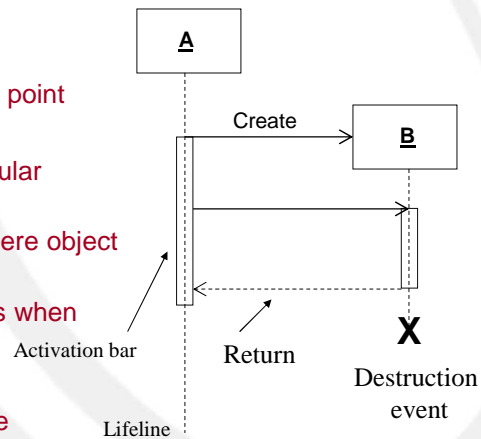 A
point
Create
B
ular
ere object
s when
Activation bar
Return
X
Destruction
event
e
Lifeline